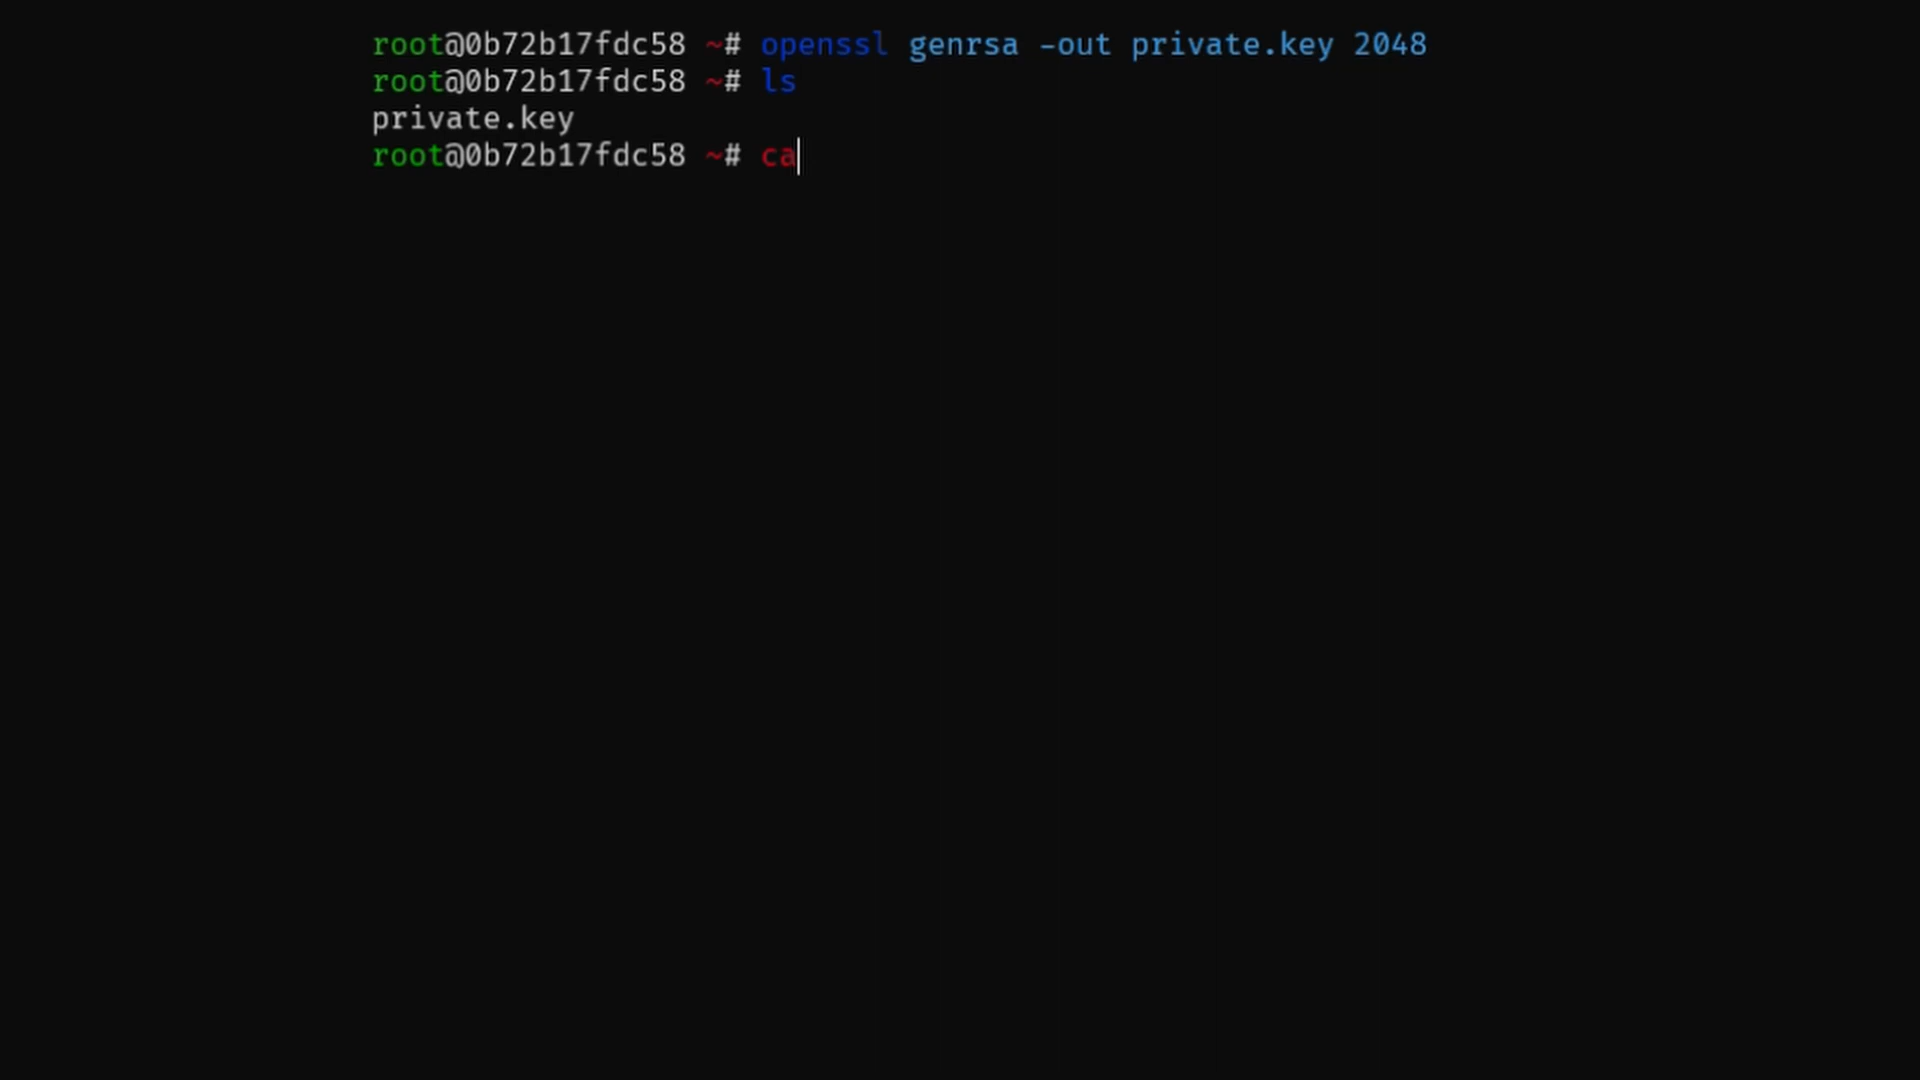 root@0b72b17fdc58 ~# openssl genrsa -out private.key 2048
root@0b72b17fdc58 ~# ls
private.key
root@0b72b17fdc58 ~# ca